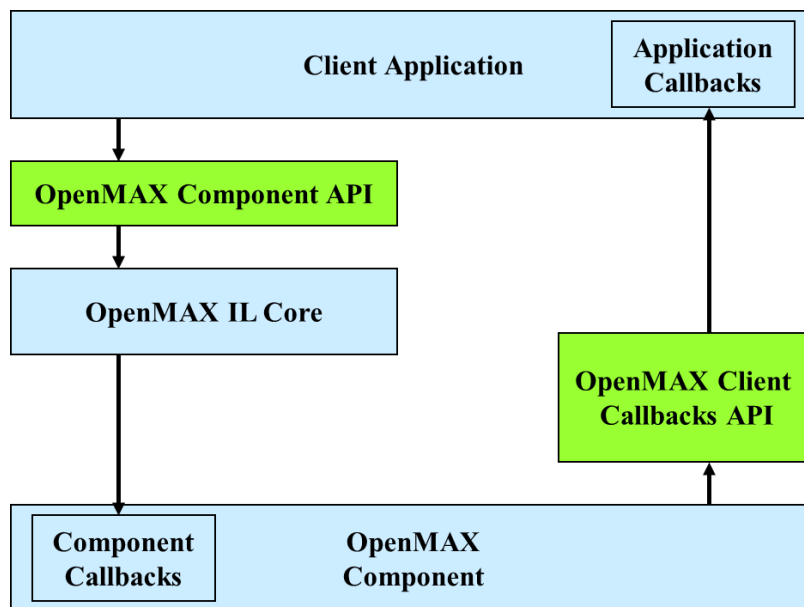 Client Application
Application
Callbacks
OpenMAX Component API
OpenMAX IL Core
OpenMAX Client
Callbacks API
Component
Callbacks
OpenMAX
Component